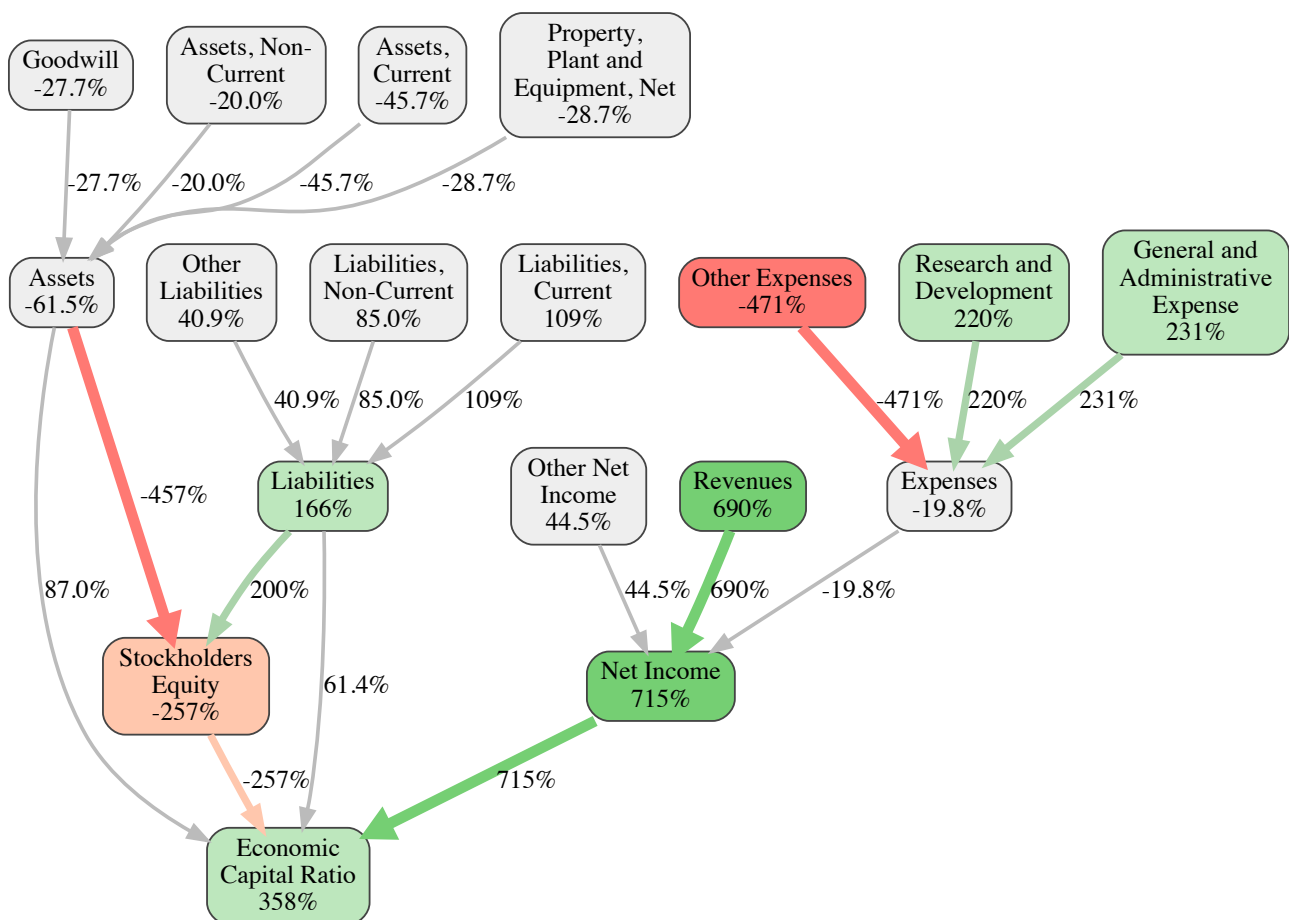 Goodwill
-27.7%
Assets, Non-
Current
-20.0%
Assets,
Current
-45.7%
Property,
Plant and
Equipment, Net
-28.7%
-27.7%
-20.0%
-45.7%
-28.7%
Assets
-61.5%
Other
Liabilities
40.9%
Liabilities,
Non-Current
85.0%
Liabilities,
Current
109%
Other Expenses
-471%
Research and
Development
220%
General and
Administrative
Expense
231%
40.9%
85.0%
109%
-471%
220%
231%
-457%
Liabilities
166%
Other Net
Income
44.5%
Revenues
690%
Expenses
-19.8%
87.0%
200%
44.5%
690%
-19.8%
Stockholders
Equity
-257%
61.4%
Net Income
715%
-257%
715%
Economic
Capital Ratio
358%